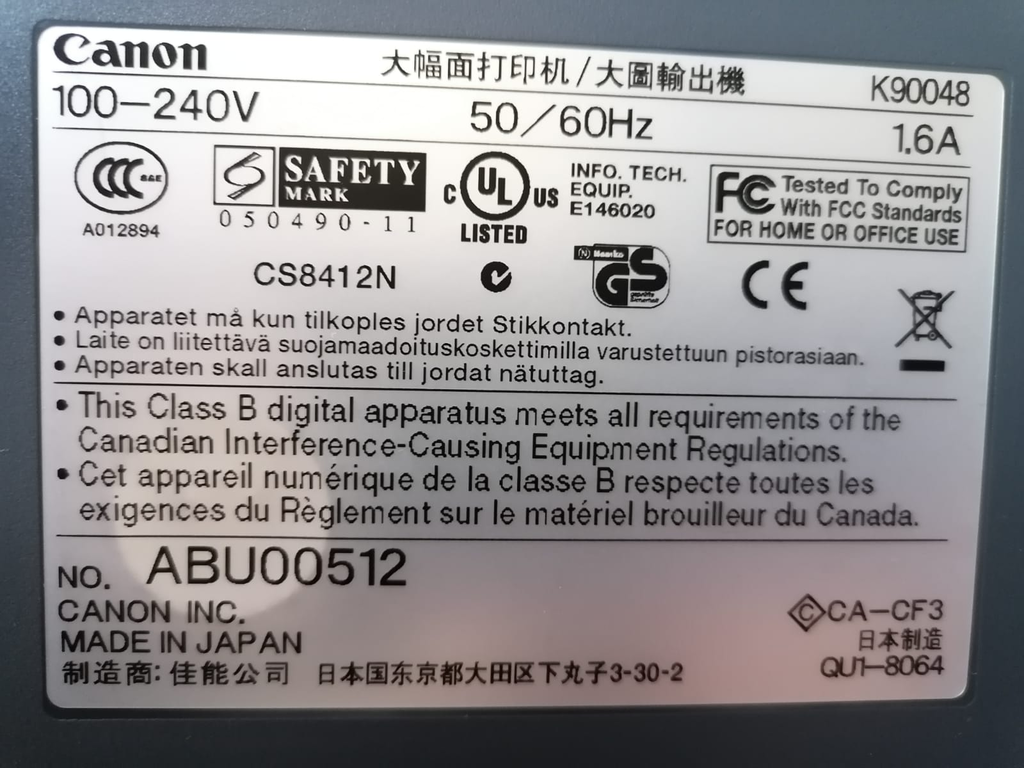 Canon 大幅面打印机/大圖輸出機 K90048
100-240V 50/60Hz 1.6A
CCC S&E
A012894
S SAFETY MARK
050490-11
C UL US LISTED
INFO. TECH. EQUIP. E146020
FC Tested To Comply With FCC Standards
FOR HOME OR OFFICE USE
CS8412N
N Nemko GS geprüfte Sicherheit
CE
• Apparatet må kun tilkoples jordet Stikkontakt.
• Laite on liitettävä suojamaadoituskoskettimilla varustettuun pistorasiaan.
• Apparaten skall anslutas till jordat nätuttag.
• This Class B digital apparatus meets all requirements of the
Canadian Interference-Causing Equipment Regulations.
• Cet appareil numérique de la classe B respecte toutes les
exigences du Règlement sur le matériel brouilleur du Canada.
NO. ABU00512
CANON INC.
MADE IN JAPAN
制造商: 佳能公司 日本国东京都大田区下丸子3-30-2
C CA-CF3
日本制造
QU1-8064